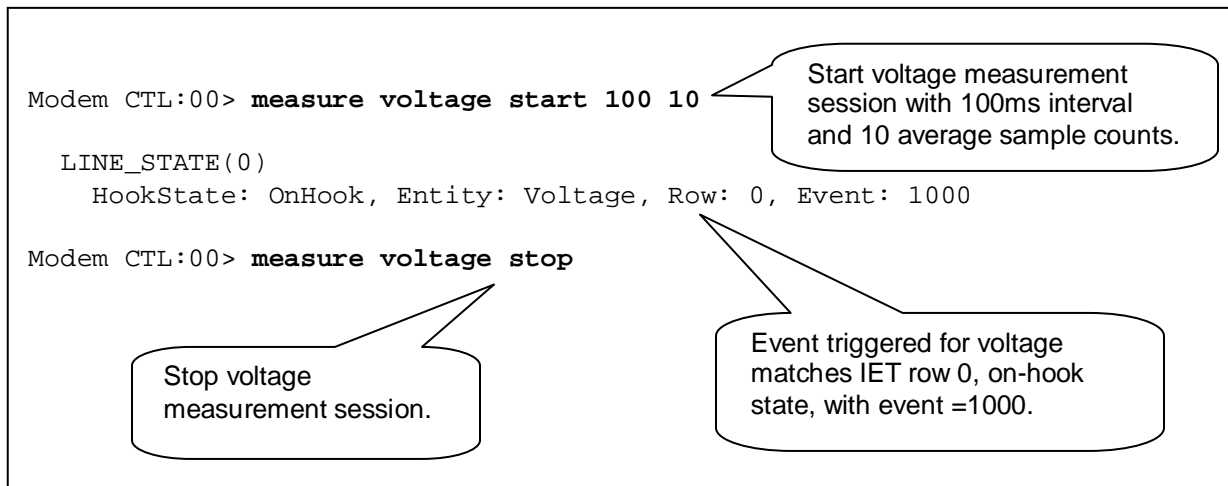 Modem CTL:00> measure voltage start 100 10
Start voltage measurement
session with 100ms interval
and 10 average sample counts.
LINE_STATE(0)
HookState: OnHook, Entity: Voltage, Row: 0, Event: 1000
Modem CTL:00> measure voltage stop
Stop voltage
measurement session.
Event triggered for voltage
matches IET row 0, on-hook
state, with event =1000.